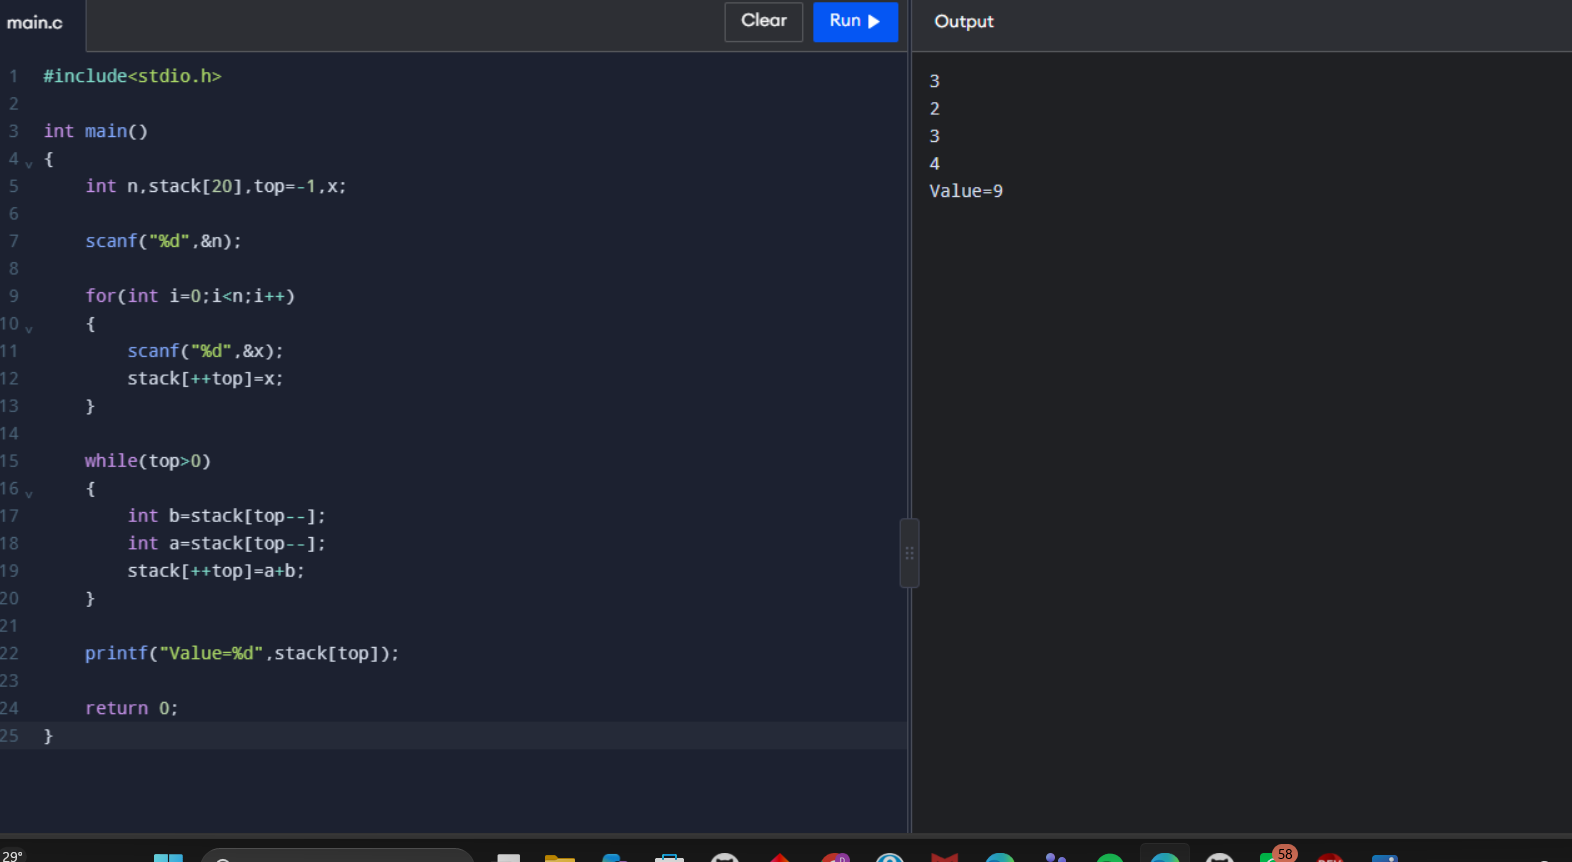 main.c
Clear
Run
Output
1 #include<stdio.h>
2
3 int main()
4 {
5     int n,stack[20],top=-1,x;
6
7     scanf("%d",&n);
8
9     for(int i=0;i<n;i++)
10     {
11         scanf("%d",&x);
12         stack[++top]=x;
13     }
14
15     while(top>0)
16     {
17         int b=stack[top--];
18         int a=stack[top--];
19         stack[++top]=a+b;
20     }
21
22     printf("Value=%d",stack[top]);
23
24     return 0;
25 }
3
2
3
4
Value=9
29°
58